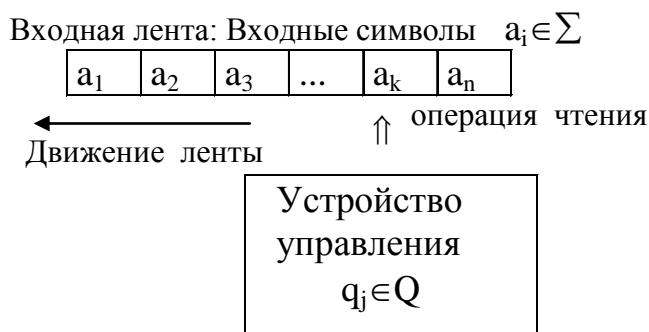 Входная лента: Входные символы aᵢ∈∑
a₁ a₂ a₃ ... aₖ aₙ
операция чтения
⇑
Движение ленты
Устройство
управления
qⱼ∈Q